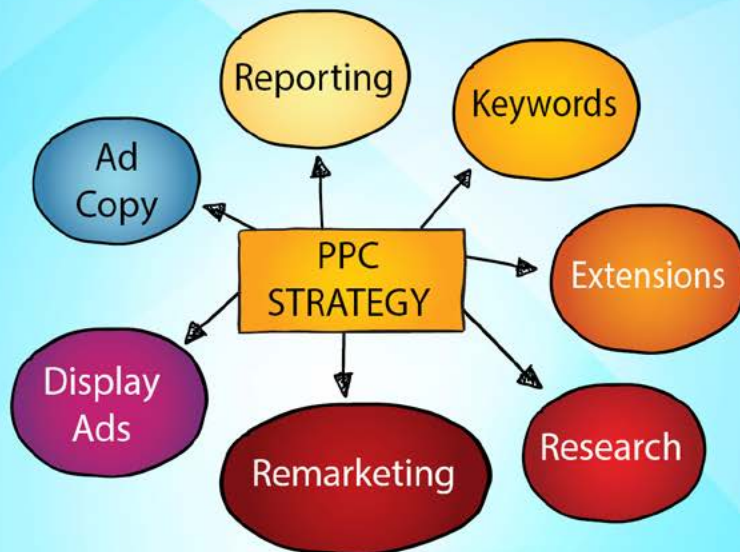 Reporting
Keywords
Ad
Copy
PPC
STRATEGY
Extensions
Display
Ads
Research
Remarketing